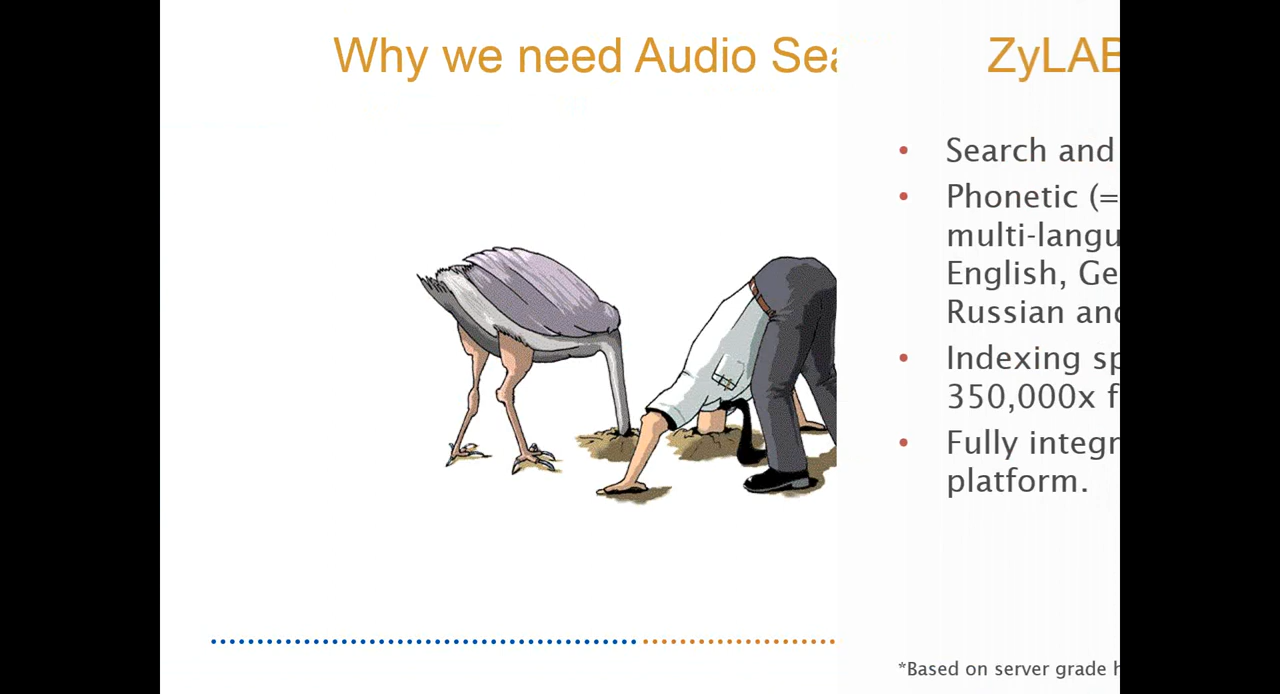 Why we need Audio Sea
ZyLAB
Search and
Phonetic (=
multi-langu
English, Ge
Russian and
Indexing sp
350,000x f
Fully integr
platform.
*Based on server grade h